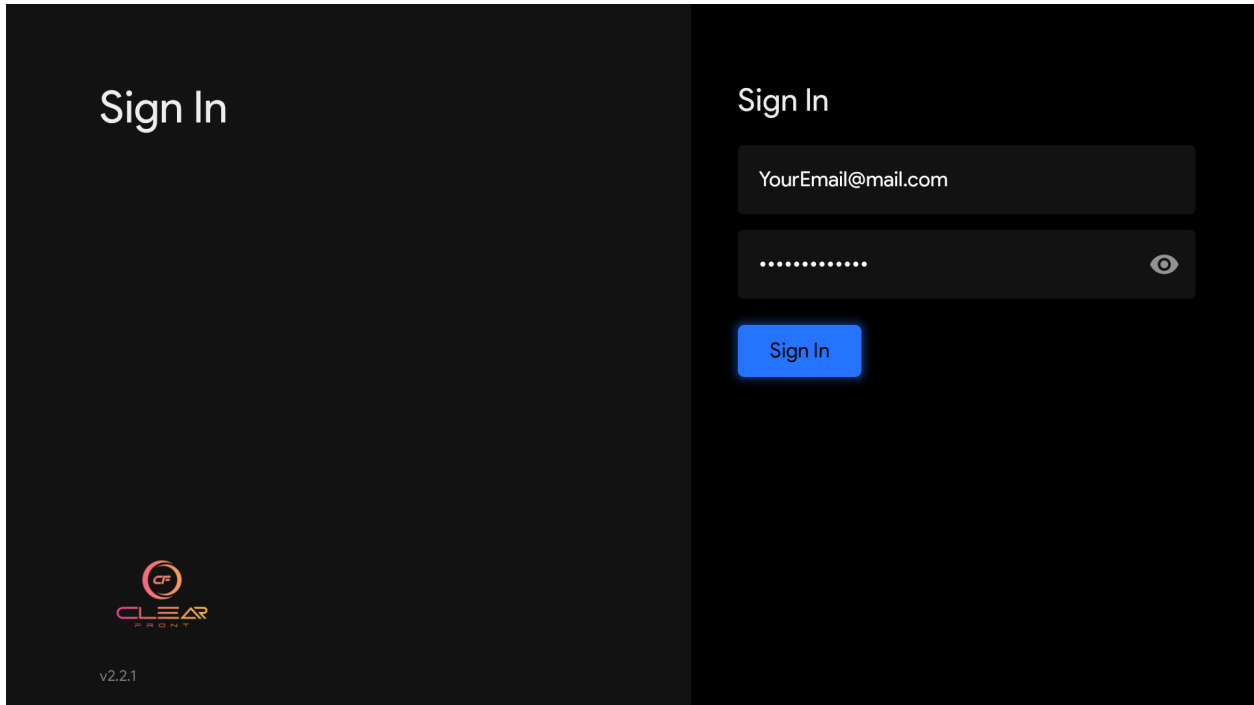 Sign In
CF
CLEAR
FRONT
v2.2.1
Sign In
YourEmail@mail.com
•••••••••••••
Sign In